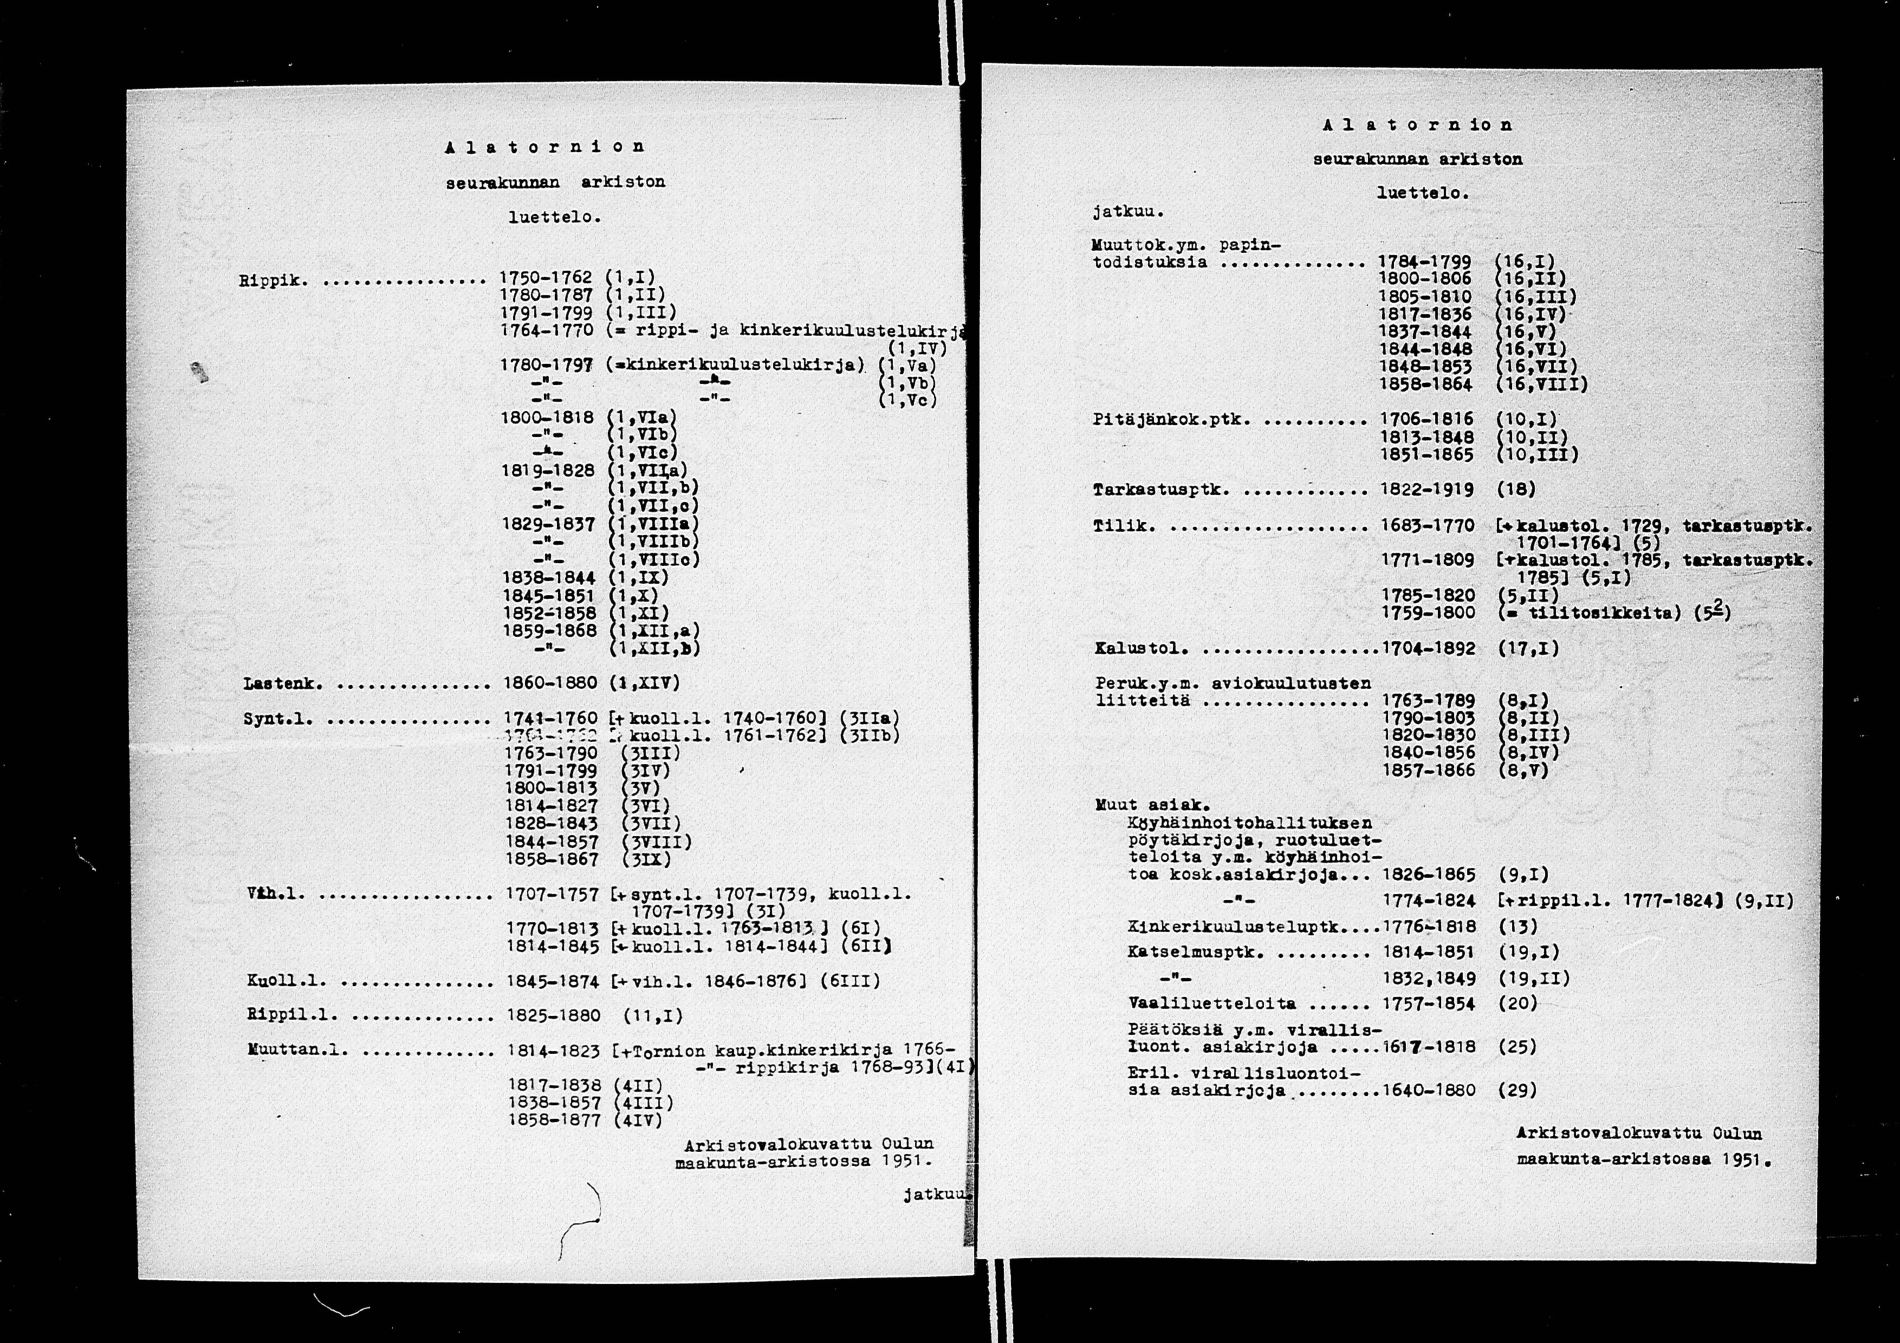 Alatornion
seurakunnan arkiston
luettelo.
Rippik. ................ 1750-1762 (1,I)
1780-1787 (1,II)
1791-1799 (1,III)
1764-1770 (= rippi- ja kinkerikuulustelukirja
(1,IV)
1780-1797 (=kinkerikuulustelukirja) (1,Va)
-"- -"- (1,Vb)
-"- -"- (1,Vc)
1800-1818 (1,VIa)
-"- (1,VIb)
-"- (1,VIc)
1819-1828 (1,VIIa)
-"- (1,VII,b)
-"- (1,VII,c)
1829-1837 (1,VIIIa)
-"- (1,VIIIb)
-"- (1,VIIIc)
1838-1844 (1,IX)
1845-1851 (1,X)
1852-1858 (1,XI)
1859-1868 (1,XII,a)
-"- (1,XII,b)
Lastenk. ............... 1860-1880 (1,XIV)
Synt.l. ................ 1741-1760 [+ kuoll.l. 1740-1760] (3IIa)
1761-1762 [+ kuoll.l. 1761-1762] (3IIb)
1763-1790 (3III)
1791-1799 (3IV)
1800-1813 (3V)
1814-1827 (3VI)
1828-1843 (3VII)
1844-1857 (3VIII)
1858-1867 (3IX)
Vih.l. ................. 1707-1757 [+ synt.l. 1707-1739, kuoll.l.
1707-1739] (3I)
1770-1813 [+ kuoll.l. 1763-1813 ] (6I)
1814-1845 [+ kuoll.l. 1814-1844] (6II)
Kuoll.l. ............... 1845-1874 [+ vih.l. 1846-1876] (6III)
Rippil.l. .............. 1825-1880 (11,I)
Muuttan.l. ............. 1814-1823 [+Tornion kaup.kinkerikirja 1766-
-"- rippikirja 1768-93](4I)
1817-1838 (4II)
1838-1857 (4III)
1858-1877 (4IV)
Arkistovalokuvattu Oulun
maakunta-arkistossa 1951.
jatkuu.
Alatornion
seurakunnan arkiston
luettelo.
jatkuu.
Muuttok.ym. papin-
todistuksia .............. 1784-1799 (16,I)
1800-1806 (16,II)
1805-1810 (16,III)
1817-1836 (16,IV)
1837-1844 (16,V)
1844-1848 (16,VI)
1848-1853 (16,VII)
1858-1864 (16,VIII)
Pitäjänkok.ptk. .......... 1706-1816 (10,I)
1813-1848 (10,II)
1851-1865 (10,III)
Tarkastusptk. ............ 1822-1919 (18)
Tilik. ................... 1683-1770 [+kalustol. 1729, tarkastusptk.
1701-1764] (5)
1771-1809 [+kalustol. 1785, tarkastusptk.
1785] (5,I)
1785-1820 (5,II)
1759-1800 (= tilitosikkeita) (5²)
Kalustol. .................1704-1892 (17,I)
Peruk.y.m. aviokuulutusten
liitteitä ................ 1763-1789 (8,I)
1790-1803 (8,II)
1820-1830 (8,III)
1840-1856 (8,IV)
1857-1866 (8,V)
Muut asiak.
Köyhäinhoitohallituksen
pöytäkirjoja, ruotuluet-
teloita y.m. köyhäinhoi-
toa kosk.asiakirjoja... 1826-1865 (9,I)
-"- 1774-1824 [+rippil.l. 1777-1824] (9,II)
Kinkerikuulusteluptk....1776-1818 (13)
Katselmusptk. ......... 1814-1851 (19,I)
-"- 1832,1849 (19,II)
Vaaliluetteloita ...... 1757-1854 (20)
Päätöksiä y.m. virallis-
luont. asiakirjoja .....1617-1818 (25)
Eril. virallisluontoi-
sia asiakirjoja.........1640-1880 (29)
Arkistovalokuvattu Oulun
maakunta-arkistossa 1951.